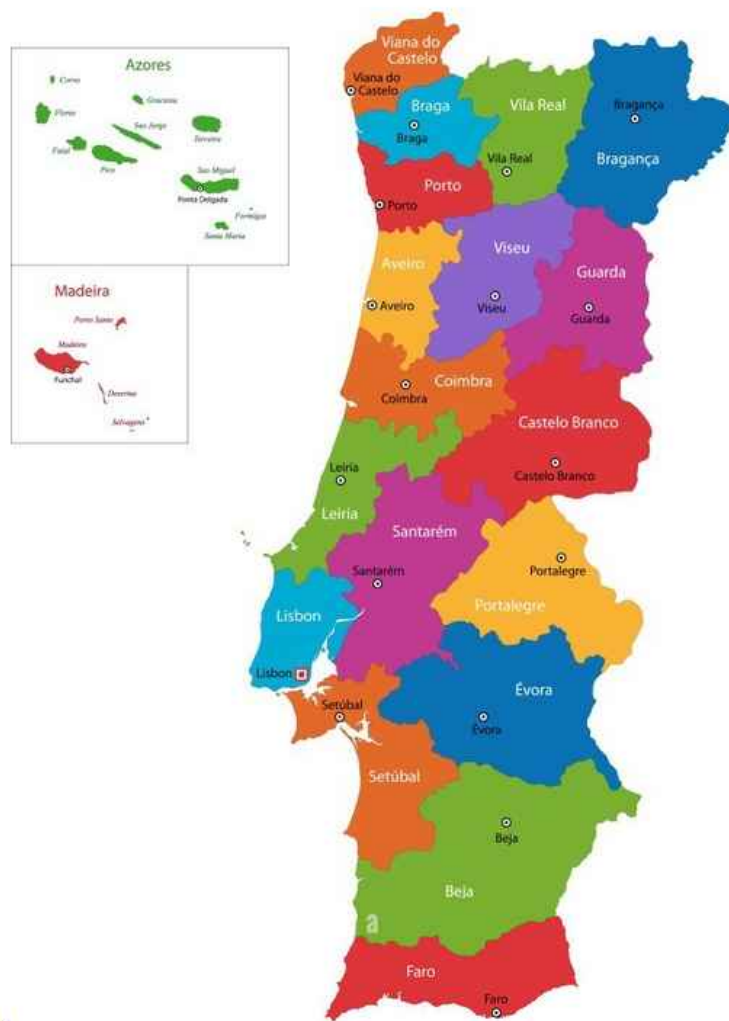 Azores
Corvo
Flores
Graciosa
Sao Jorge
Terceira
Faial
Pico
Sao Miguel
Ponta Delgada
Formigas
Santa Maria
Madeira
Porto Santo
Madeira
Funchal
Desertas
Selvagens
Viana do
Castelo
Viana do
Castelo
Braga
Braga
Vila Real
Vila Real
Bragança
Bragança
Porto
Porto
Aveiro
Aveiro
Viseu
Viseu
Guarda
Guarda
Coimbra
Coimbra
Castelo Branco
Castelo Branco
Leiria
Leiria
Santarém
Santarém
Portalegre
Portalegre
Lisbon
Lisbon
Setúbal
Setúbal
Évora
Évora
Beja
Beja
a
Faro
Faro